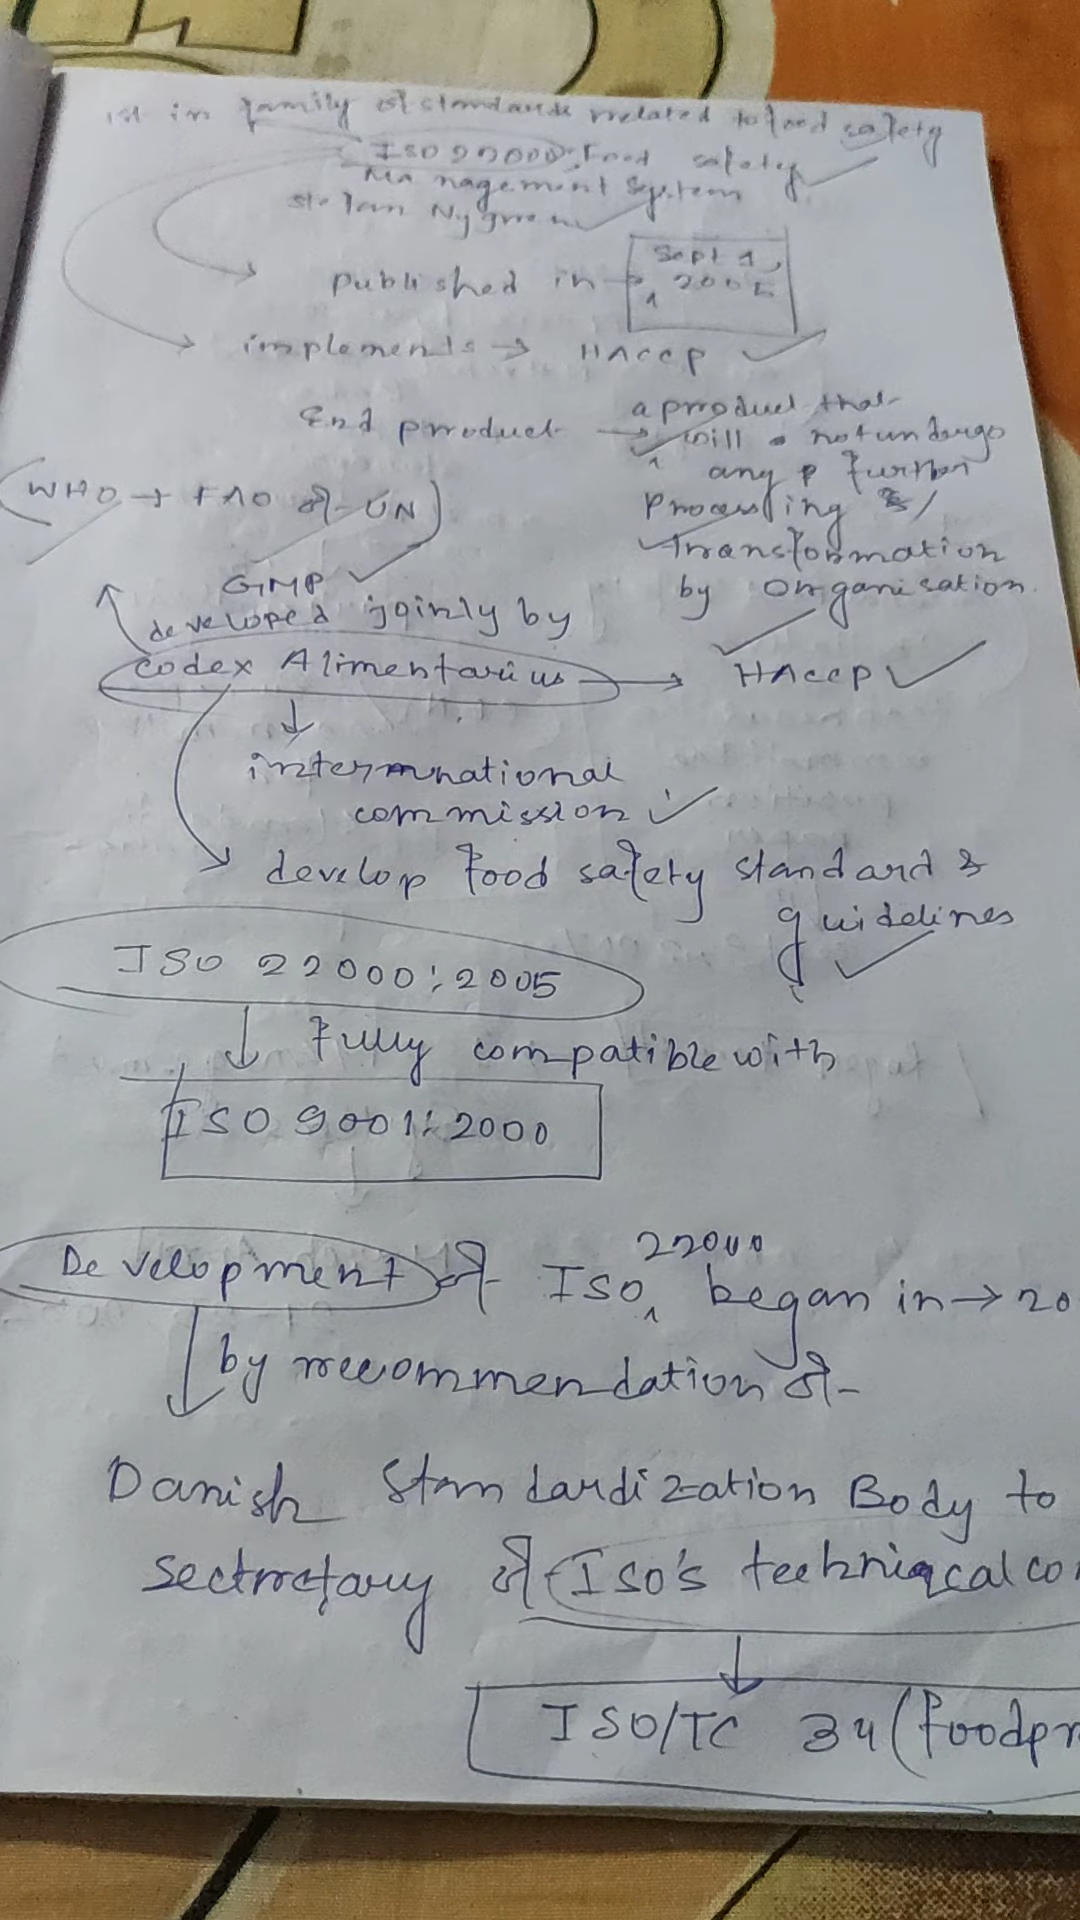 1st in family of standards related to food safety
ISO 22000: Food safety
Management System
Stefan Nygren
Published in → Sept 1,
2005
implements → HACCP
End product → a product that
will not undergo
any p further
Processing &/
transformation
by Organisation.
(WHO + FAO of UN)
GMP
developed joinly by
Codex Alimentarius → HACCP
↓
international
commission
develop food safety standard &
guidelines
ISO 22000:2005
↓ Fully compatible with
ISO 9001:2000
Development of ISO 22000 began in → 20
by recommendation of
Danish Standardization Body to
secretary of ISO's technical co
↓
ISO/TC 34 (foodpr